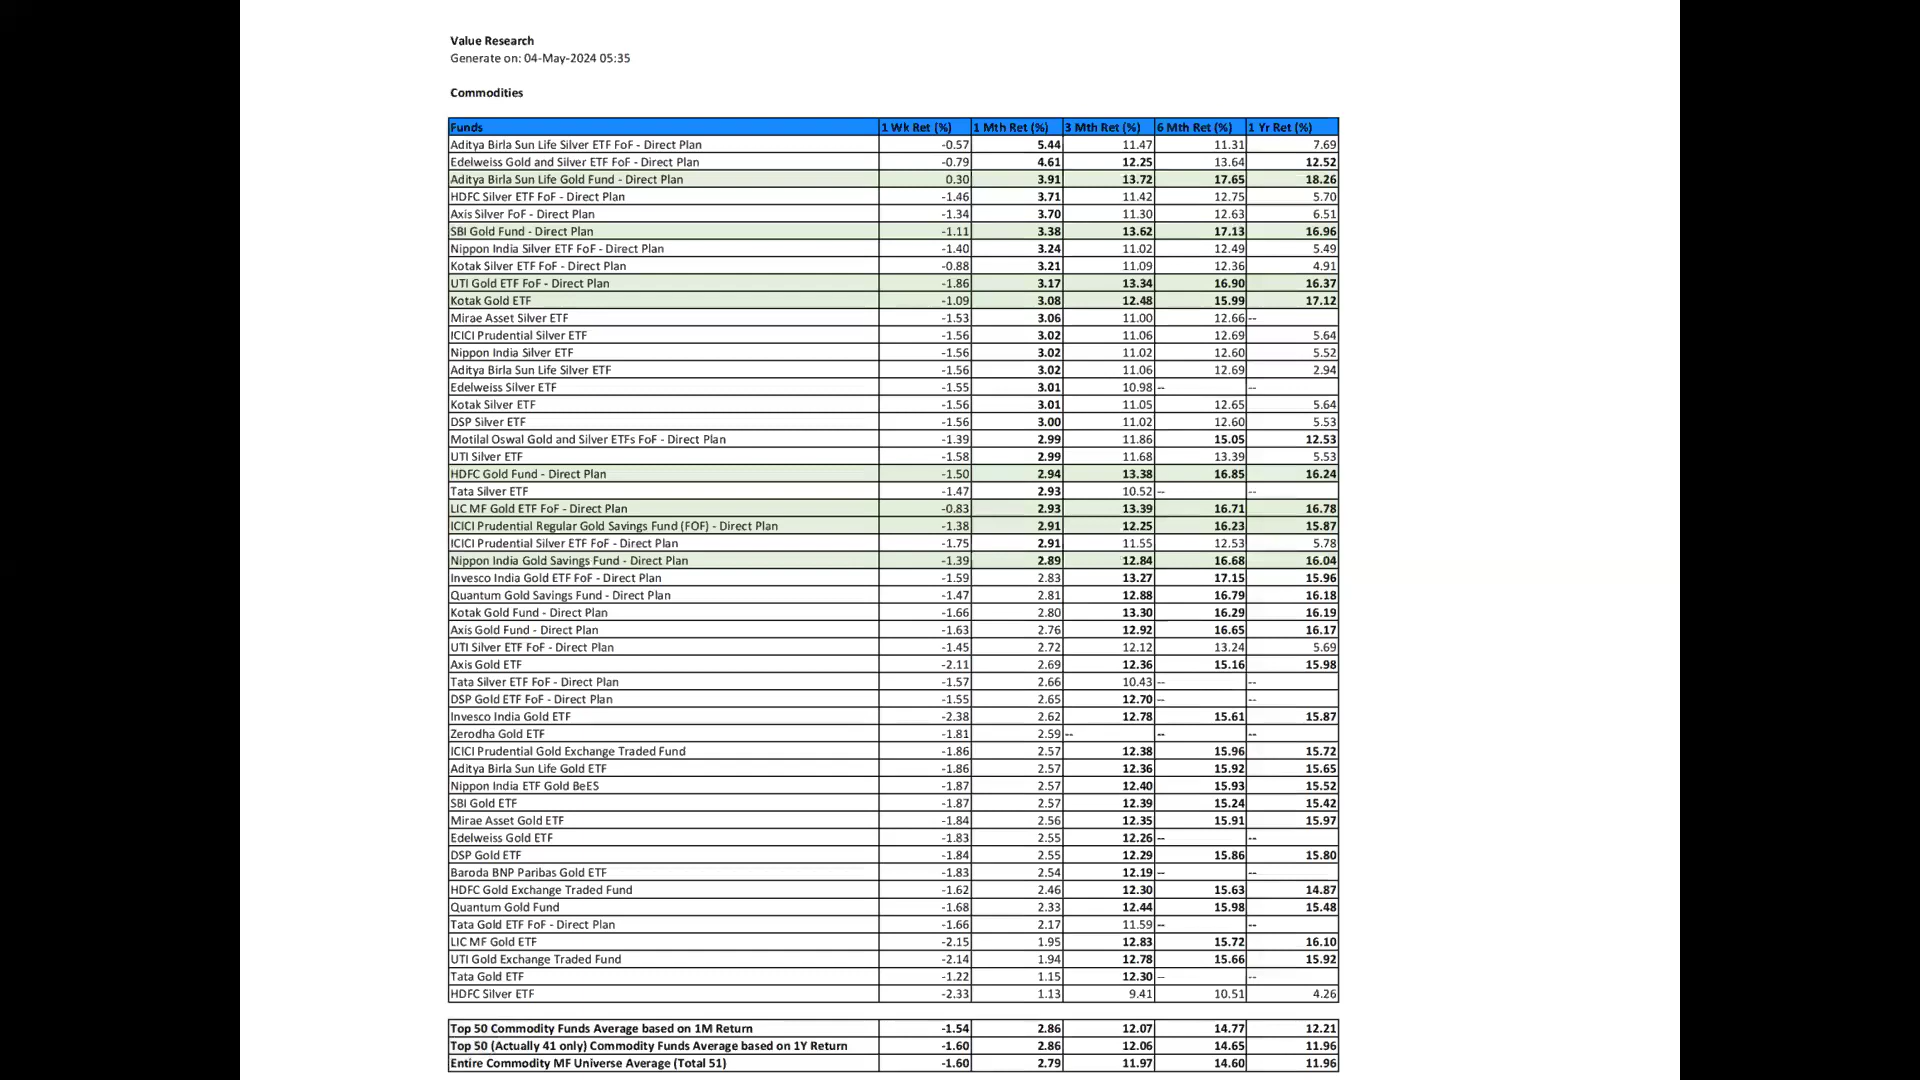 Value Research
Generate on: 04-May-2024 05:35
Commodities
Funds 1 Wk Ret (%) 1 Mth Ret (%) 3 Mth Ret (%) 6 Mth Ret (%) 1 Yr Ret (%)
Aditya Birla Sun Life Silver ETF FoF - Direct Plan -0.57 5.44 11.47 11.31 7.69
Edelweiss Gold and Silver ETF FoF - Direct Plan -0.79 4.61 12.25 13.64 12.52
Aditya Birla Sun Life Gold Fund - Direct Plan 0.30 3.91 13.72 17.65 18.26
HDFC Silver ETF FoF - Direct Plan -1.46 3.71 11.42 12.75 5.70
Axis Silver FoF - Direct Plan -1.34 3.70 11.30 12.63 6.51
SBI Gold Fund - Direct Plan -1.11 3.38 13.62 17.13 16.96
Nippon India Silver ETF FoF - Direct Plan -1.40 3.24 11.02 12.49 5.49
Kotak Silver ETF FoF - Direct Plan -0.88 3.21 11.09 12.36 4.91
UTI Gold ETF FoF - Direct Plan -1.86 3.17 13.34 16.90 16.37
Kotak Gold ETF -1.09 3.08 12.48 15.99 17.12
Mirae Asset Silver ETF -1.53 3.06 11.00 12.66 --
ICICI Prudential Silver ETF -1.56 3.02 11.06 12.69 5.64
Nippon India Silver ETF -1.56 3.02 11.02 12.60 5.52
Aditya Birla Sun Life Silver ETF -1.56 3.02 11.06 12.69 2.94
Edelweiss Silver ETF -1.55 3.01 10.98 -- --
Kotak Silver ETF -1.56 3.01 11.05 12.65 5.64
DSP Silver ETF -1.56 3.00 11.02 12.60 5.53
Motilal Oswal Gold and Silver ETFs FoF - Direct Plan -1.39 2.99 11.86 15.05 12.53
UTI Silver ETF -1.58 2.99 11.68 13.39 5.53
HDFC Gold Fund - Direct Plan -1.50 2.94 13.38 16.85 16.24
Tata Silver ETF -1.47 2.93 10.52 -- --
LIC MF Gold ETF FoF - Direct Plan -0.83 2.93 13.39 16.71 16.78
ICICI Prudential Regular Gold Savings Fund (FOF) - Direct Plan -1.38 2.91 12.25 16.23 15.87
ICICI Prudential Silver ETF FoF - Direct Plan -1.75 2.91 11.55 12.53 5.78
Nippon India Gold Savings Fund - Direct Plan -1.39 2.89 12.84 16.68 16.04
Invesco India Gold ETF FoF - Direct Plan -1.59 2.83 13.27 17.15 15.96
Quantum Gold Savings Fund - Direct Plan -1.47 2.81 12.88 16.79 16.18
Kotak Gold Fund - Direct Plan -1.66 2.80 13.30 16.29 16.19
Axis Gold Fund - Direct Plan -1.63 2.76 12.92 16.65 16.17
UTI Silver ETF FoF - Direct Plan -1.45 2.72 12.12 13.24 5.69
Axis Gold ETF -2.11 2.69 12.36 15.16 15.98
Tata Silver ETF FoF - Direct Plan -1.57 2.66 10.43 -- --
DSP Gold ETF FoF - Direct Plan -1.55 2.65 12.70 -- --
Invesco India Gold ETF -2.38 2.62 12.78 15.61 15.87
Zerodha Gold ETF -1.81 2.59 -- -- --
ICICI Prudential Gold Exchange Traded Fund -1.86 2.57 12.38 15.96 15.72
Aditya Birla Sun Life Gold ETF -1.86 2.57 12.36 15.92 15.65
Nippon India ETF Gold BeES -1.87 2.57 12.40 15.93 15.52
SBI Gold ETF -1.87 2.57 12.39 15.24 15.42
Mirae Asset Gold ETF -1.84 2.56 12.35 15.91 15.97
Edelweiss Gold ETF -1.83 2.55 12.26 -- --
DSP Gold ETF -1.84 2.55 12.29 15.86 15.80
Baroda BNP Paribas Gold ETF -1.83 2.54 12.19 -- --
HDFC Gold Exchange Traded Fund -1.62 2.46 12.30 15.63 14.87
Quantum Gold Fund -1.68 2.33 12.44 15.98 15.48
Tata Gold ETF FoF - Direct Plan -1.66 2.17 11.59 -- --
LIC MF Gold ETF -2.15 1.95 12.83 15.72 16.10
UTI Gold Exchange Traded Fund -2.14 1.94 12.78 15.66 15.92
Tata Gold ETF -1.22 1.15 12.30 -- --
HDFC Silver ETF -2.33 1.13 9.41 10.51 4.26
Top 50 Commodity Funds Average based on 1M Return -1.54 2.86 12.07 14.77 12.21
Top 50 (Actually 41 only) Commodity Funds Average based on 1Y Return -1.60 2.86 12.06 14.65 11.96
Entire Commodity MF Universe Average (Total 51) -1.60 2.79 11.97 14.60 11.96